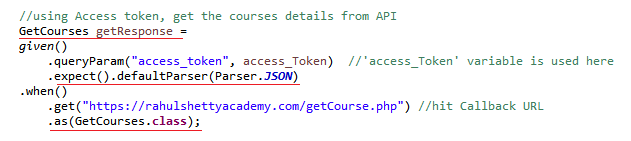 //using Access token, get the courses details from API
GetCourses getResponse =
given()
.queryParam("access_token", access_Token)  //'access_Token' variable is used here
.expect().defaultParser(Parser.JSON)
.when()
.get("https://rahulshettyacademy.com/getCourse.php") //hit Callback URL
.as(GetCourses.class);